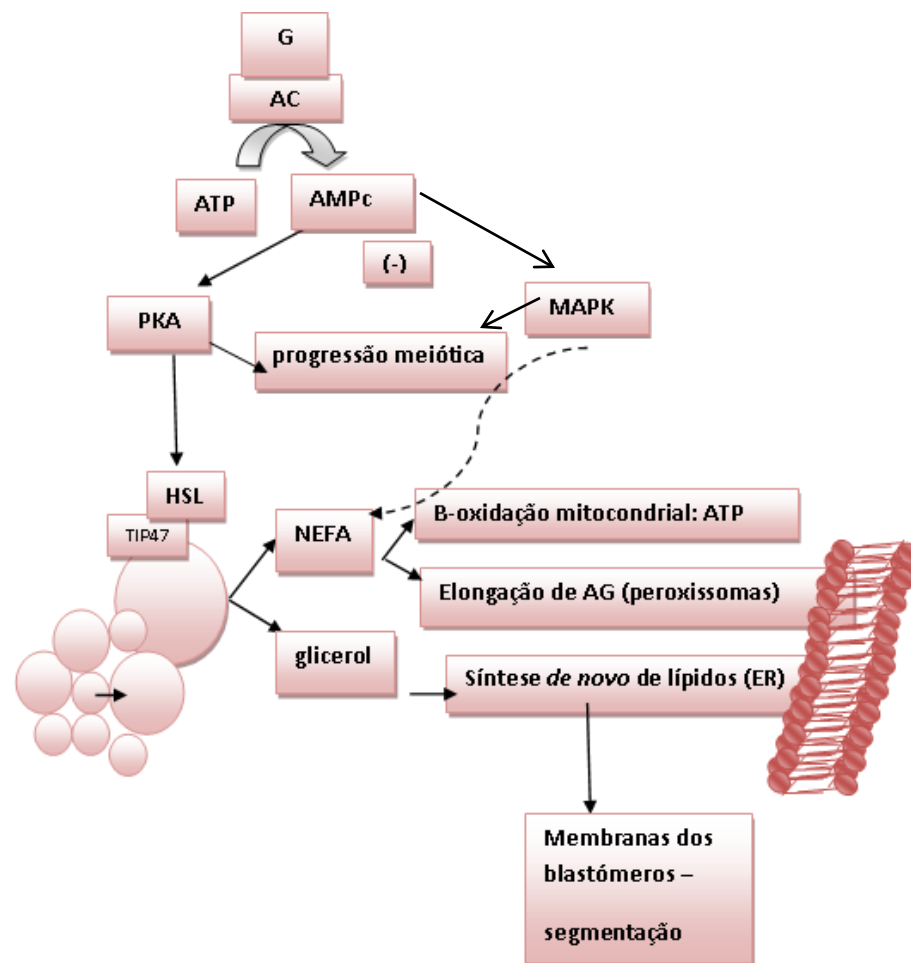 G
AC
ATP
AMPc
(-)
PKA
MAPK
progressão meiótica
HSL
TIP47
NEFA
B-oxidação mitocondrial: ATP
Elongação de AG (peroxissomas)
glicerol
Síntese de novo de lípidos (ER)
Membranas dos
blastómeros –
segmentação